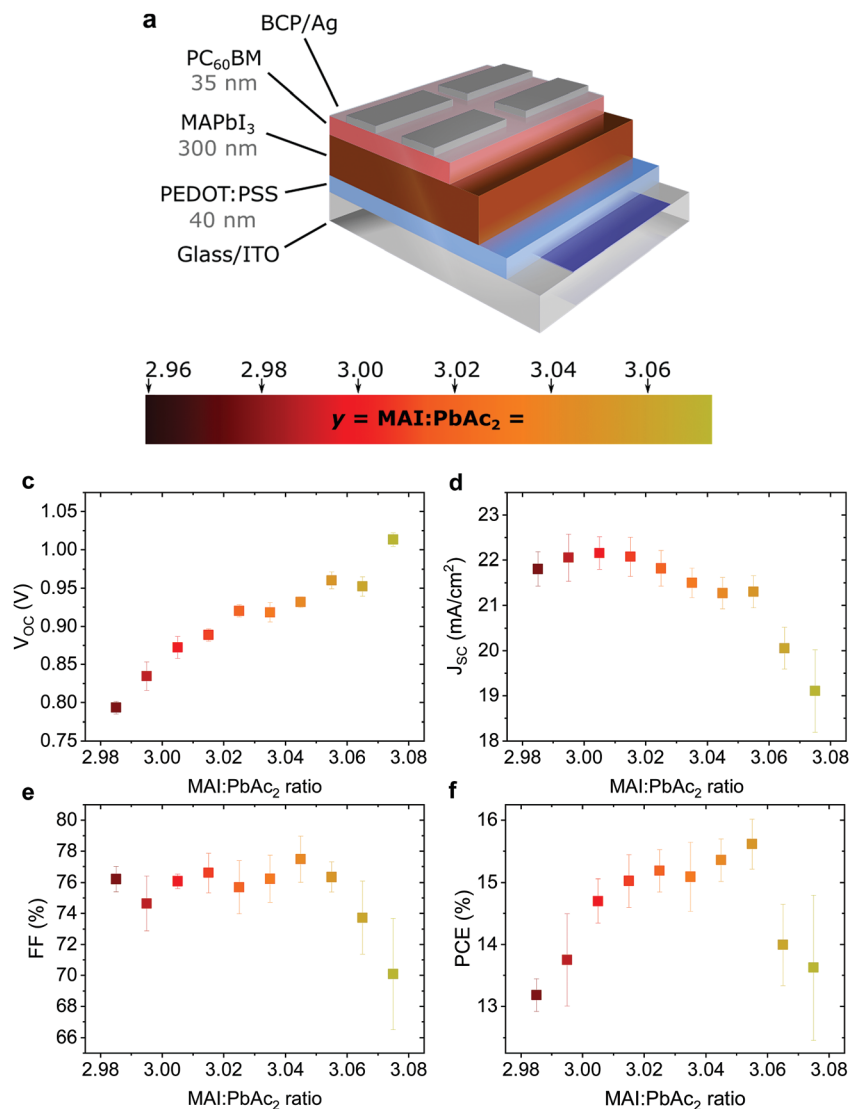 a
BCP/Ag
PC₆₀BM
35 nm
MAPbI₃
300 nm
PEDOT:PSS
40 nm
Glass/ITO
2.96 2.98 3.00 3.02 3.04 3.06
y = MAI:PbAc₂ =
c
1.05
1.00
0.95
0.90
0.85
0.80
0.75
V_OC (V)
2.98 3.00 3.02 3.04 3.06 3.08
MAI:PbAc₂ ratio
d
23
22
21
20
19
18
J_SC (mA/cm²)
2.98 3.00 3.02 3.04 3.06 3.08
MAI:PbAc₂ ratio
e
78
76
74
72
70
68
66
FF (%)
2.98 3.00 3.02 3.04 3.06 3.08
MAI:PbAc₂ ratio
f
16
15
14
13
PCE (%)
2.98 3.00 3.02 3.04 3.06 3.08
MAI:PbAc₂ ratio